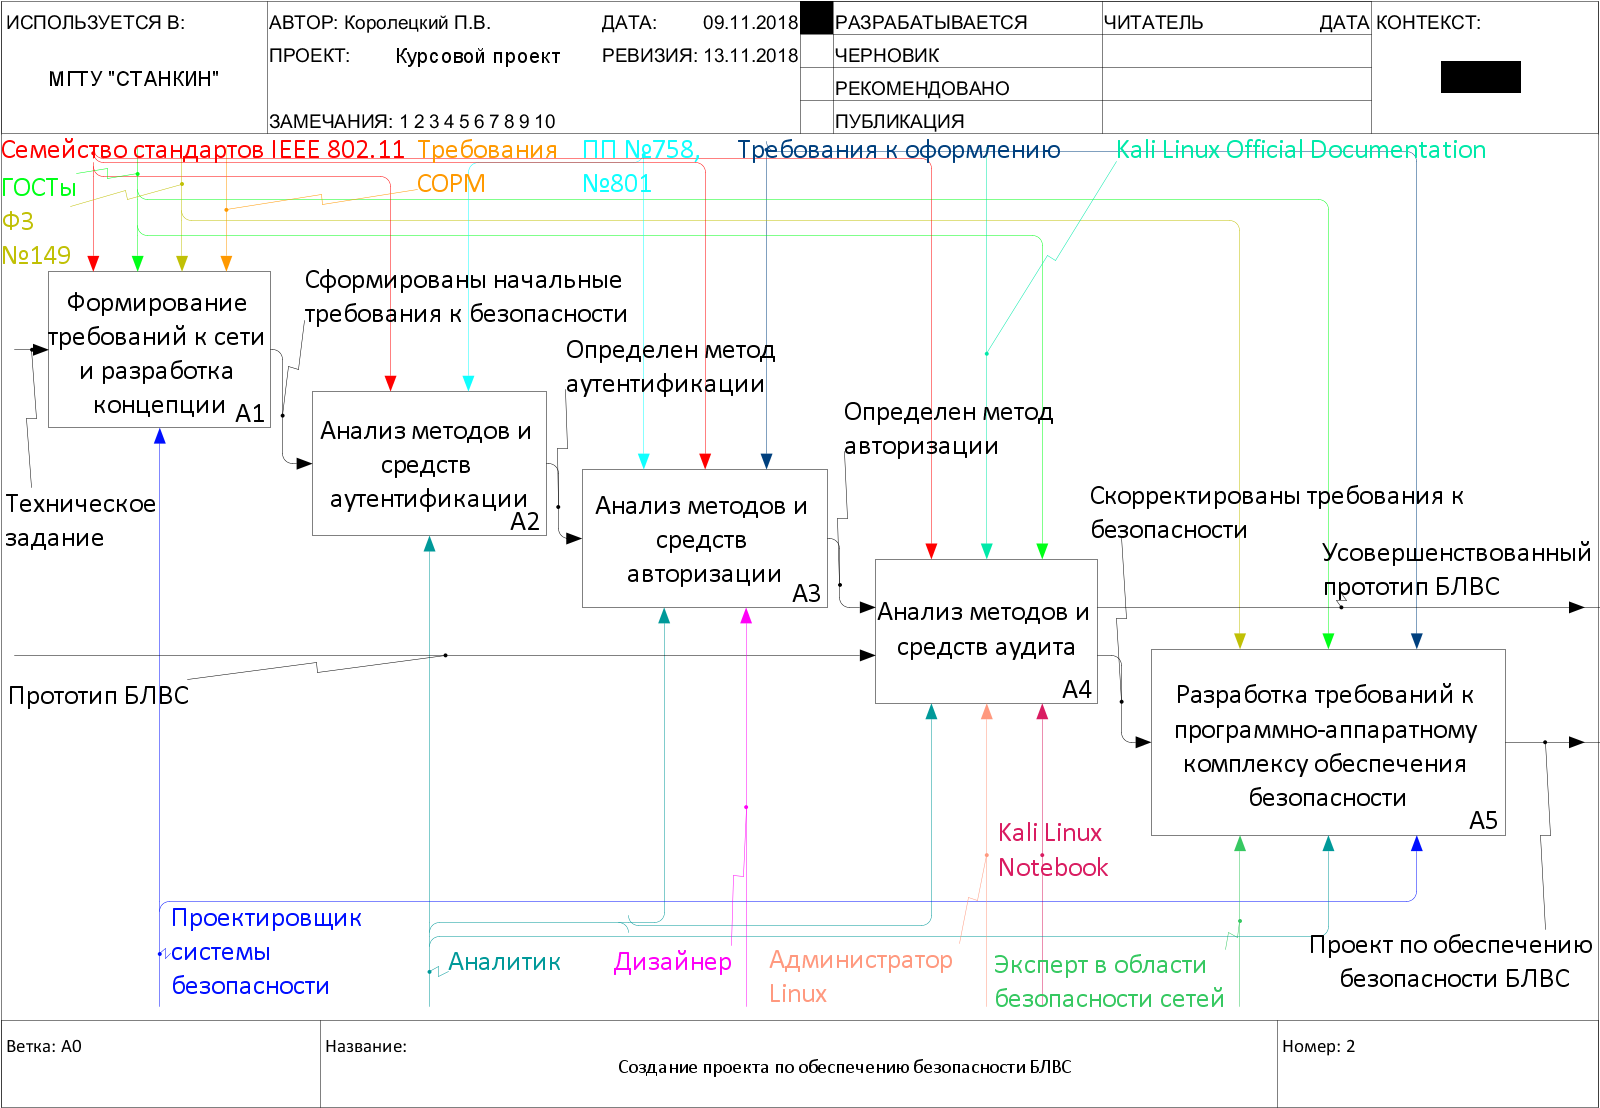 ИСПОЛЬЗУЕТСЯ В:
МГТУ "СТАНКИН"
АВТОР: Королецкий П.В.
ДАТА: 09.11.2018
ПРОЕКТ: Курсовой проект
РЕВИЗИЯ: 13.11.2018
ЗАМЕЧАНИЯ: 1 2 3 4 5 6 7 8 9 10
РАЗРАБАТЫВАЕТСЯ
ЧЕРНОВИК
РЕКОМЕНДОВАНО
ПУБЛИКАЦИЯ
ЧИТАТЕЛЬ
ДАТА
КОНТЕКСТ:
Семейство стандартов IEEE 802.11
Требования
СОРМ
ПП №758,
№801
Требования к оформлению
Kali Linux Official Documentation
ГОСТы
ФЗ
№149
Формирование
требований к сети
и разработка
концепции
A1
Сформированы начальные
требования к безопасности
Техническое
задание
Анализ методов и
средств
аутентификации
A2
Определен метод
аутентификации
Анализ методов и
средств
авторизации
A3
Определен метод
авторизации
Анализ методов и
средств аудита
A4
Скорректированы требования к
безопасности
Усовершенствованный
прототип БЛВС
Прототип БЛВС
Разработка требований к
программно-аппаратному
комплексу обеспечения
безопасности
A5
Kali Linux
Notebook
Проектировщик
системы
безопасности
Аналитик
Дизайнер
Администратор
Linux
Эксперт в области
безопасности сетей
Проект по обеспечению
безопасности БЛВС
Ветка: A0
Название:
Создание проекта по обеспечению безопасности БЛВС
Номер: 2